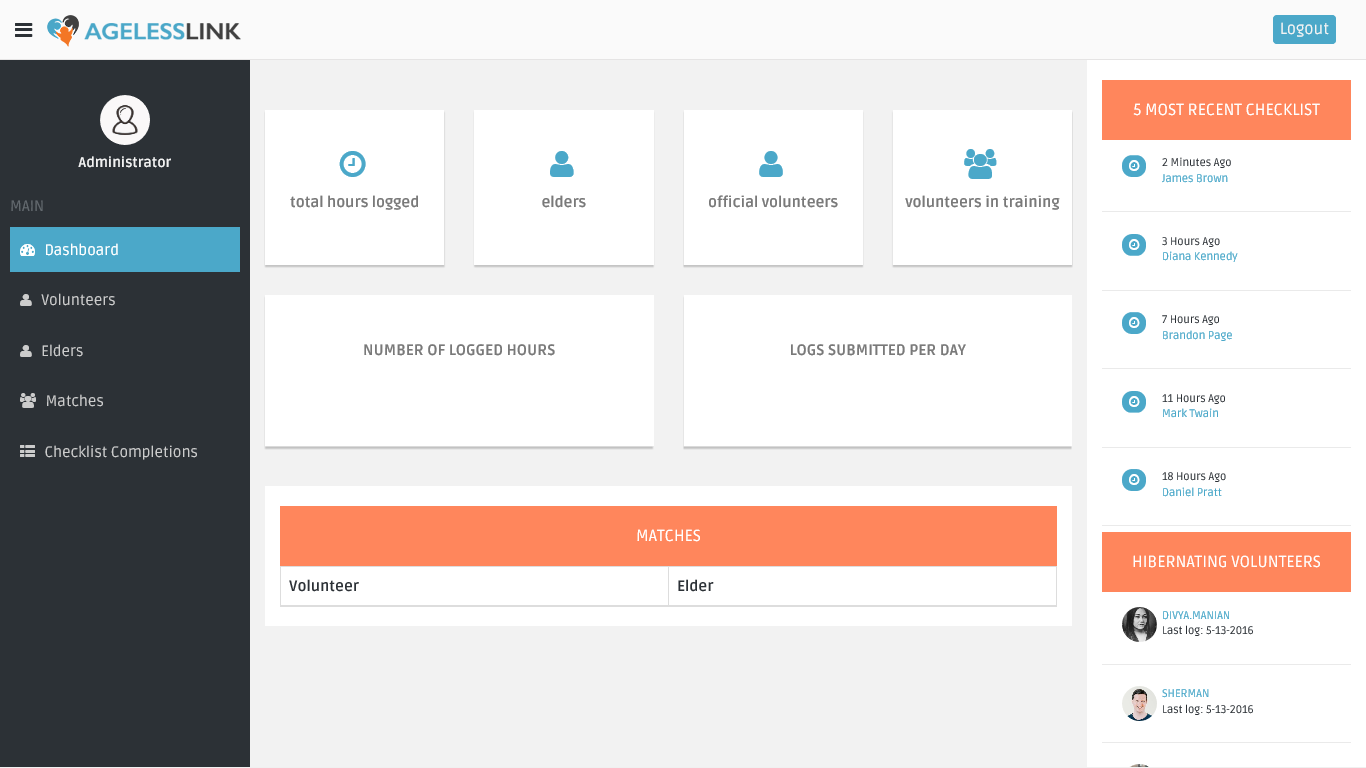 AGELESSLINK
Logout
Administrator
MAIN
Dashboard
Volunteers
Elders
Matches
Checklist Completions
total hours logged
elders
official volunteers
volunteers in training
NUMBER OF LOGGED HOURS
LOGS SUBMITTED PER DAY
MATCHES
Volunteer
Elder
5 MOST RECENT CHECKLIST
2 Minutes Ago
James Brown
3 Hours Ago
Diana Kennedy
7 Hours Ago
Brandon Page
11 Hours Ago
Mark Twain
18 Hours Ago
Daniel Pratt
HIBERNATING VOLUNTEERS
DIVYA.MANIAN
Last log: 5-13-2016
SHERMAN
Last log: 5-13-2016